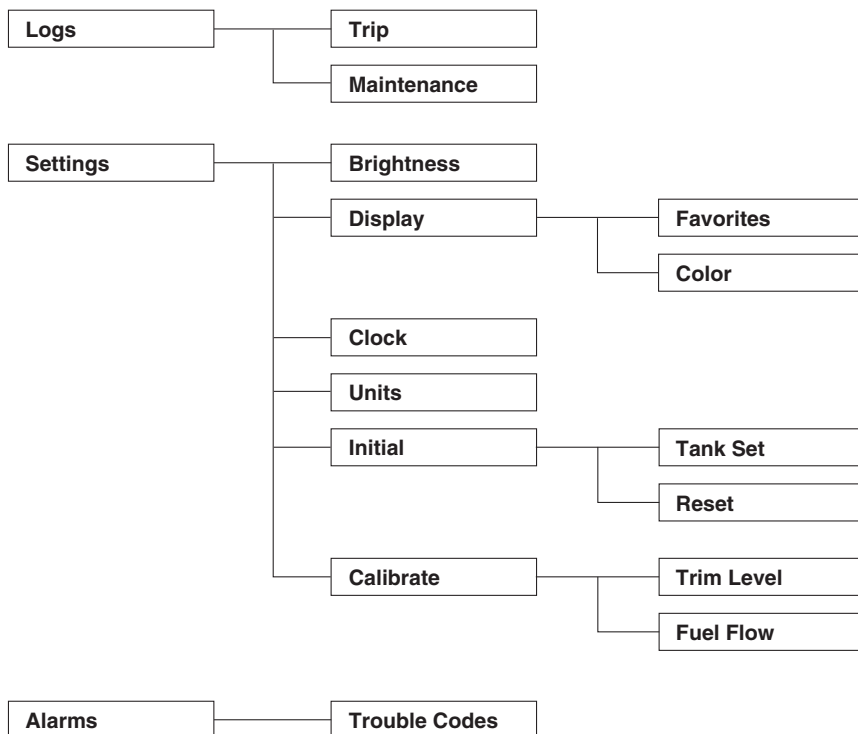 Logs
Trip
Maintenance
Settings
Brightness
Display
Favorites
Color
Clock
Units
Initial
Tank Set
Reset
Calibrate
Trim Level
Fuel Flow
Alarms
Trouble Codes